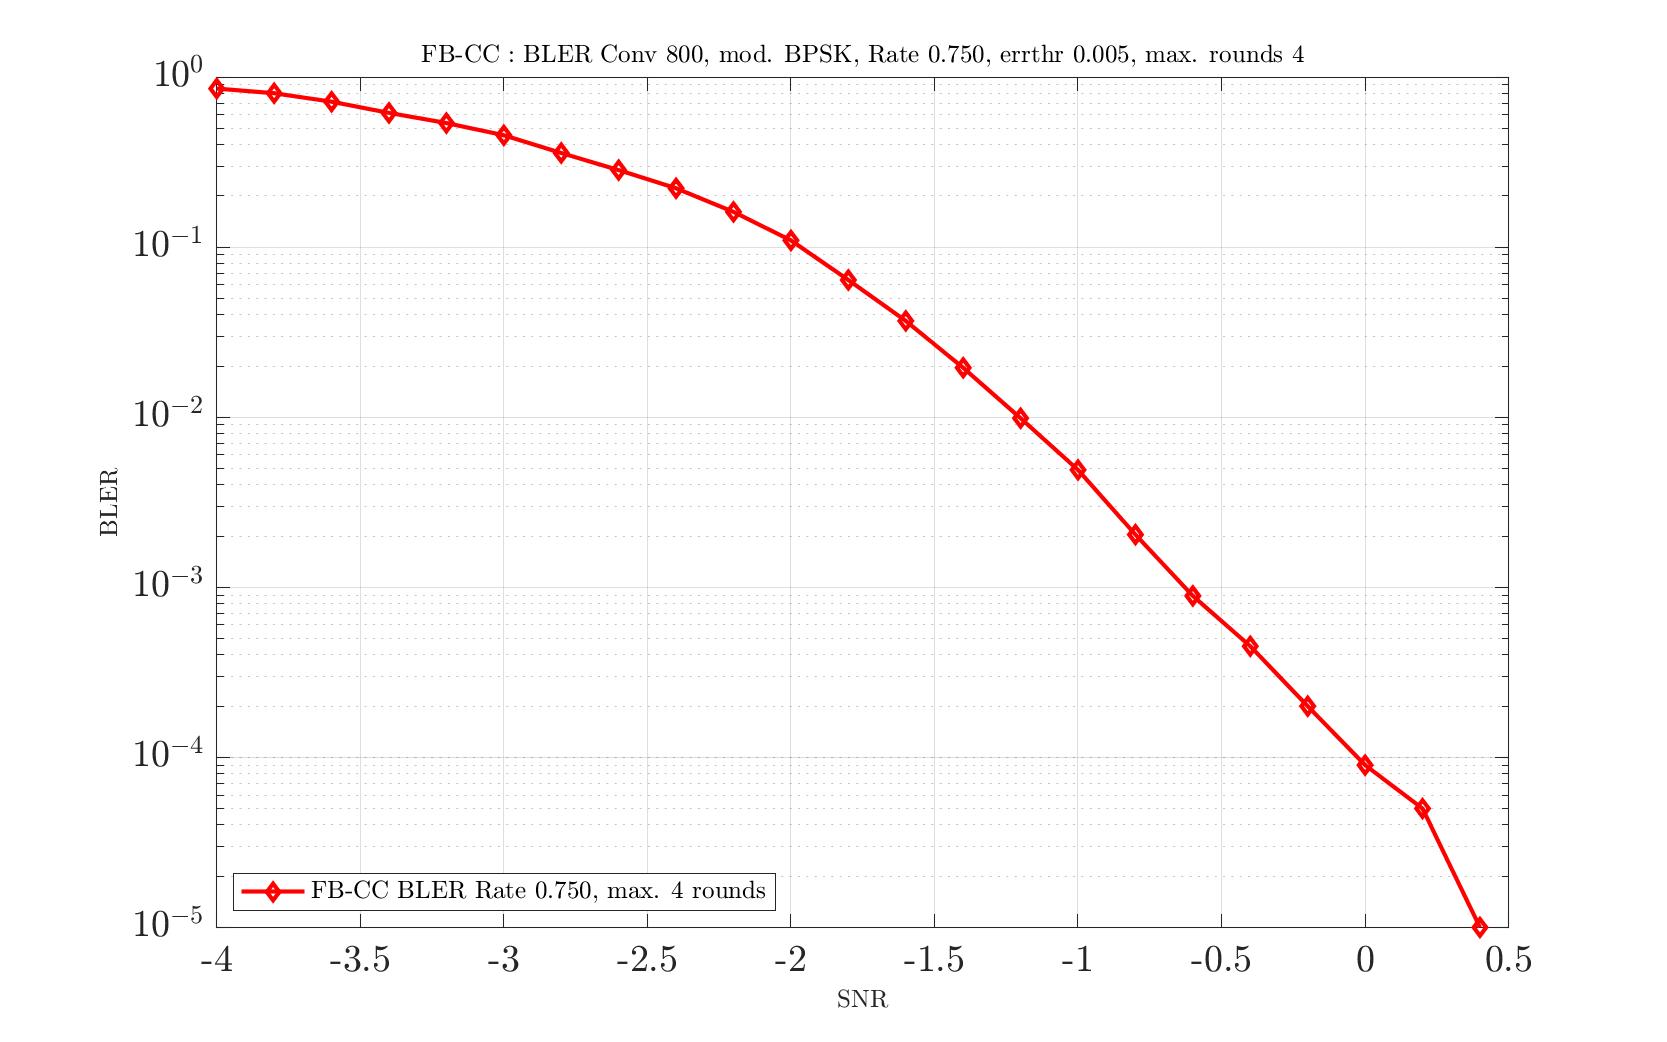 FB-CC : BLER Conv 800, mod. BPSK, Rate 0.750, errthr 0.005, max. rounds 4
10^0
10^{-1}
10^{-2}
10^{-3}
10^{-4}
10^{-5}
BLER
FB-CC BLER Rate 0.750, max. 4 rounds
-4 -3.5 -3 -2.5 -2 -1.5 -1 -0.5 0 0.5
SNR